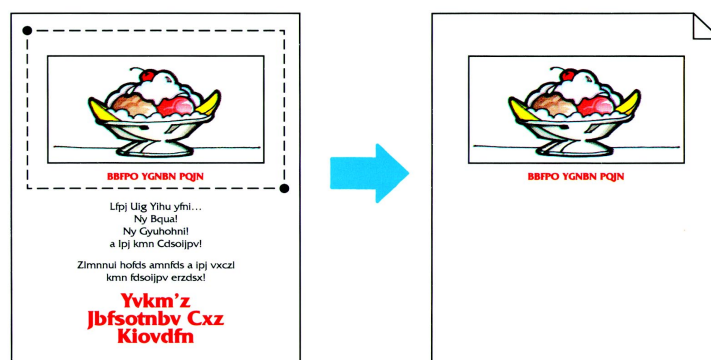 BBFPO YGNBN PQJN
Lfpj Uig Yihu yfni...
Ny Bqua!
Ny Gyuhohni!
a lpj kmn Cdsoijpv!
Zlmnnui hofds amnfds a ipj vxczl
kmn fdsoijpv erzdsx!
Yvkm'z
Jbfsotnbv Cxz
Kiovdfn
BBFPO YGNBN PQJN